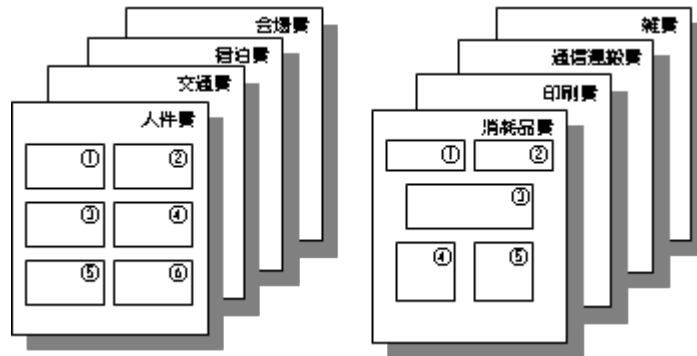 会場費
宿泊費
交通費
人件費
① ②
③ ④
⑤ ⑥
雑費
通信運搬費
印刷費
消耗品費
① ②
③
④ ⑤